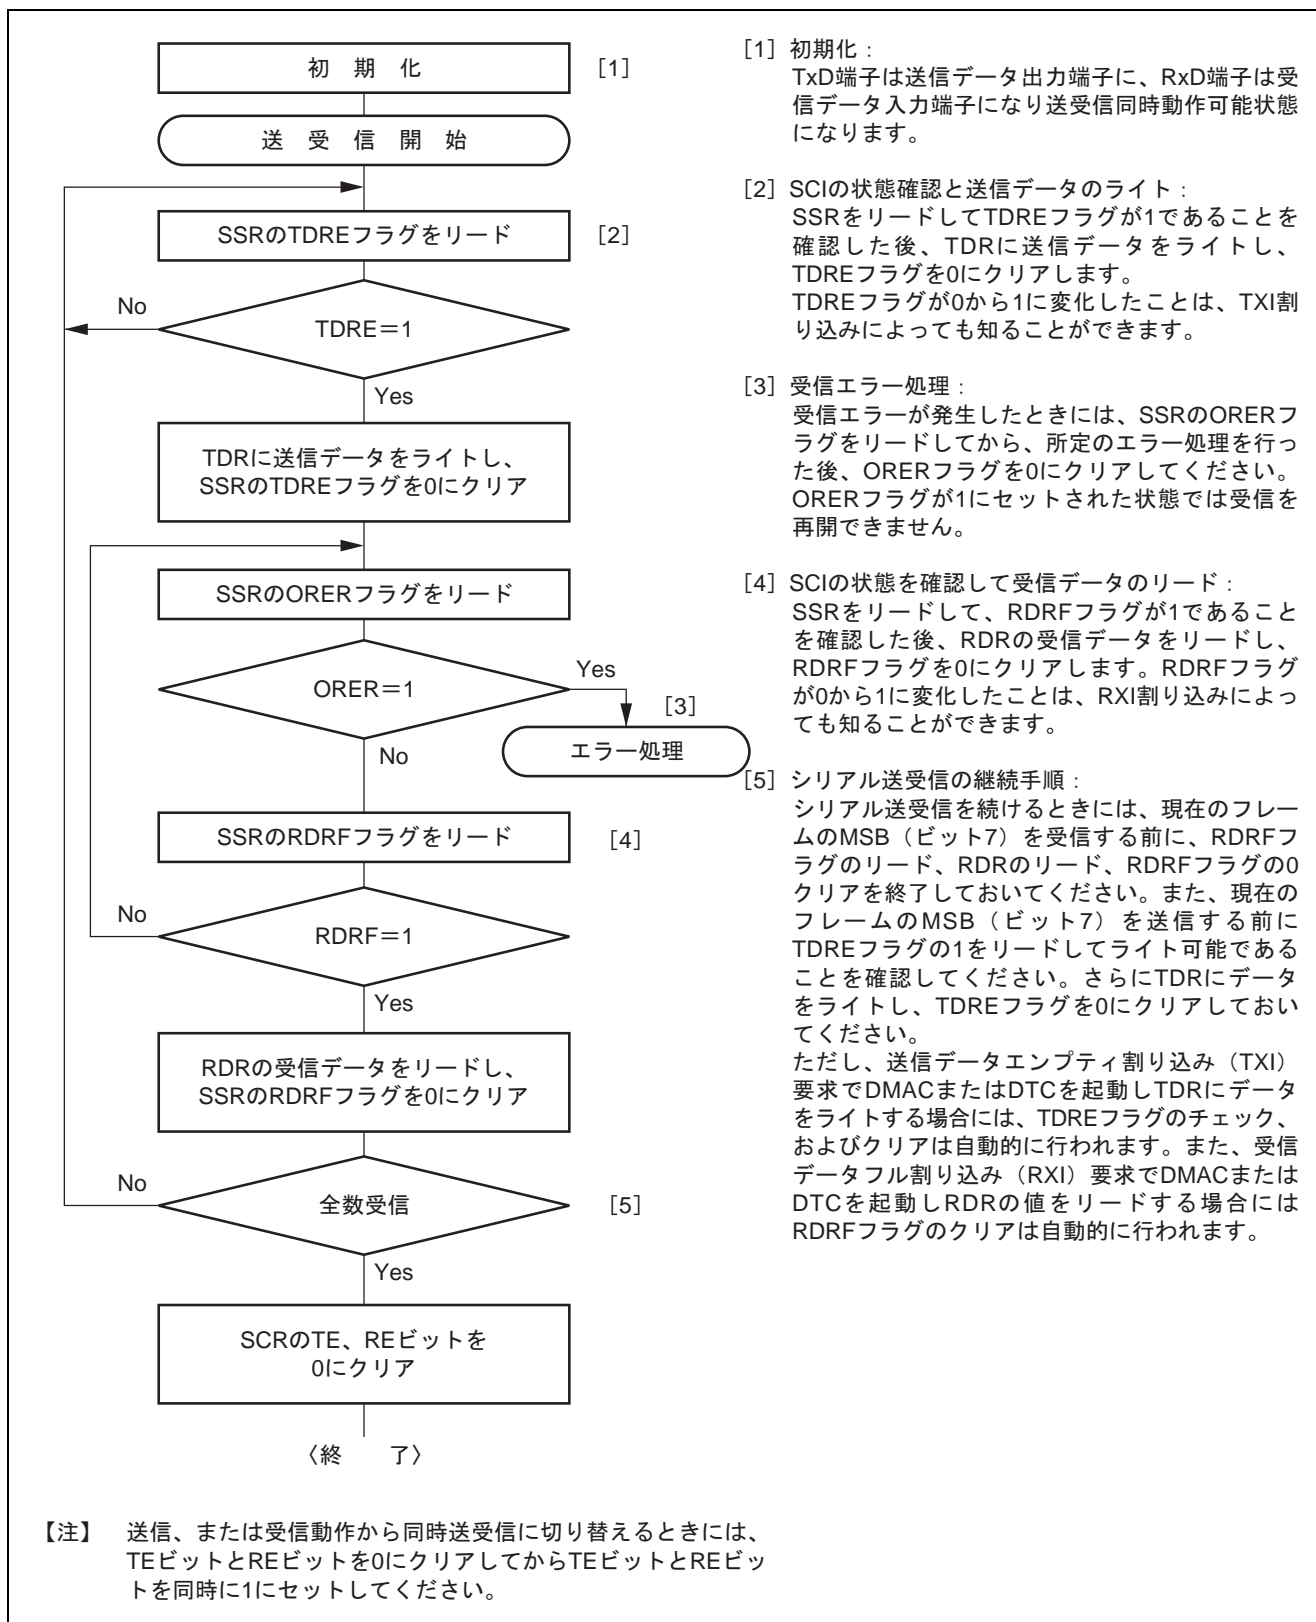 初　期　化
[1]
送　受　信　開　始
SSRのTDREフラグをリード
[2]
No
TDRE＝1
Yes
TDRに送信データをライトし、
SSRのTDREフラグを0にクリア
SSRのORERフラグをリード
ORER＝1
Yes
[3]
エラー処理
No
SSRのRDRFフラグをリード
[4]
No
RDRF＝1
Yes
RDRの受信データをリードし、
SSRのRDRFフラグを0にクリア
No
全数受信
[5]
Yes
SCRのTE、REビットを
0にクリア
〈終　　了〉
[1] 初期化：
TxD端子は送信データ出力端子に、RxD端子は受
信データ入力端子になり送受信同時動作可能状態
になります。
[2] SCIの状態確認と送信データのライト：
SSRをリードしてTDREフラグが1であることを
確認した後、TDRに送信データをライトし、
TDREフラグを0にクリアします。
TDREフラグが0から1に変化したことは、TXI割
り込みによっても知ることができます。
[3] 受信エラー処理：
受信エラーが発生したときには、SSRのORERフ
ラグをリードしてから、所定のエラー処理を行っ
た後、ORERフラグを0にクリアしてください。
ORERフラグが1にセットされた状態では受信を
再開できません。
[4] SCIの状態を確認して受信データのリード：
SSRをリードして、RDRFフラグが1であること
を確認した後、RDRの受信データをリードし、
RDRFフラグを0にクリアします。RDRFフラグ
が0から1に変化したことは、RXI割り込みによっ
ても知ることができます。
[5] シリアル送受信の継続手順：
シリアル送受信を続けるときには、現在のフレー
ムのMSB（ビット7）を受信する前に、RDRFフ
ラグのリード、RDRのリード、RDRFフラグの0
クリアを終了しておいてください。また、現在の
フレームのMSB（ビット7）を送信する前に
TDREフラグの1をリードしてライト可能である
ことを確認してください。さらにTDRにデータ
をライトし、TDREフラグを0にクリアしておい
てください。
ただし、送信データエンプティ割り込み（TXI）
要求でDMACまたはDTCを起動しTDRにデータ
をライトする場合には、TDREフラグのチェック、
およびクリアは自動的に行われます。また、受信
データフル割り込み（RXI）要求でDMACまたは
DTCを起動しRDRの値をリードする場合には
RDRFフラグのクリアは自動的に行われます。
【注】　送信、または受信動作から同時送受信に切り替えるときには、
TEビットとREビットを0にクリアしてからTEビットとREビッ
トを同時に1にセットしてください。